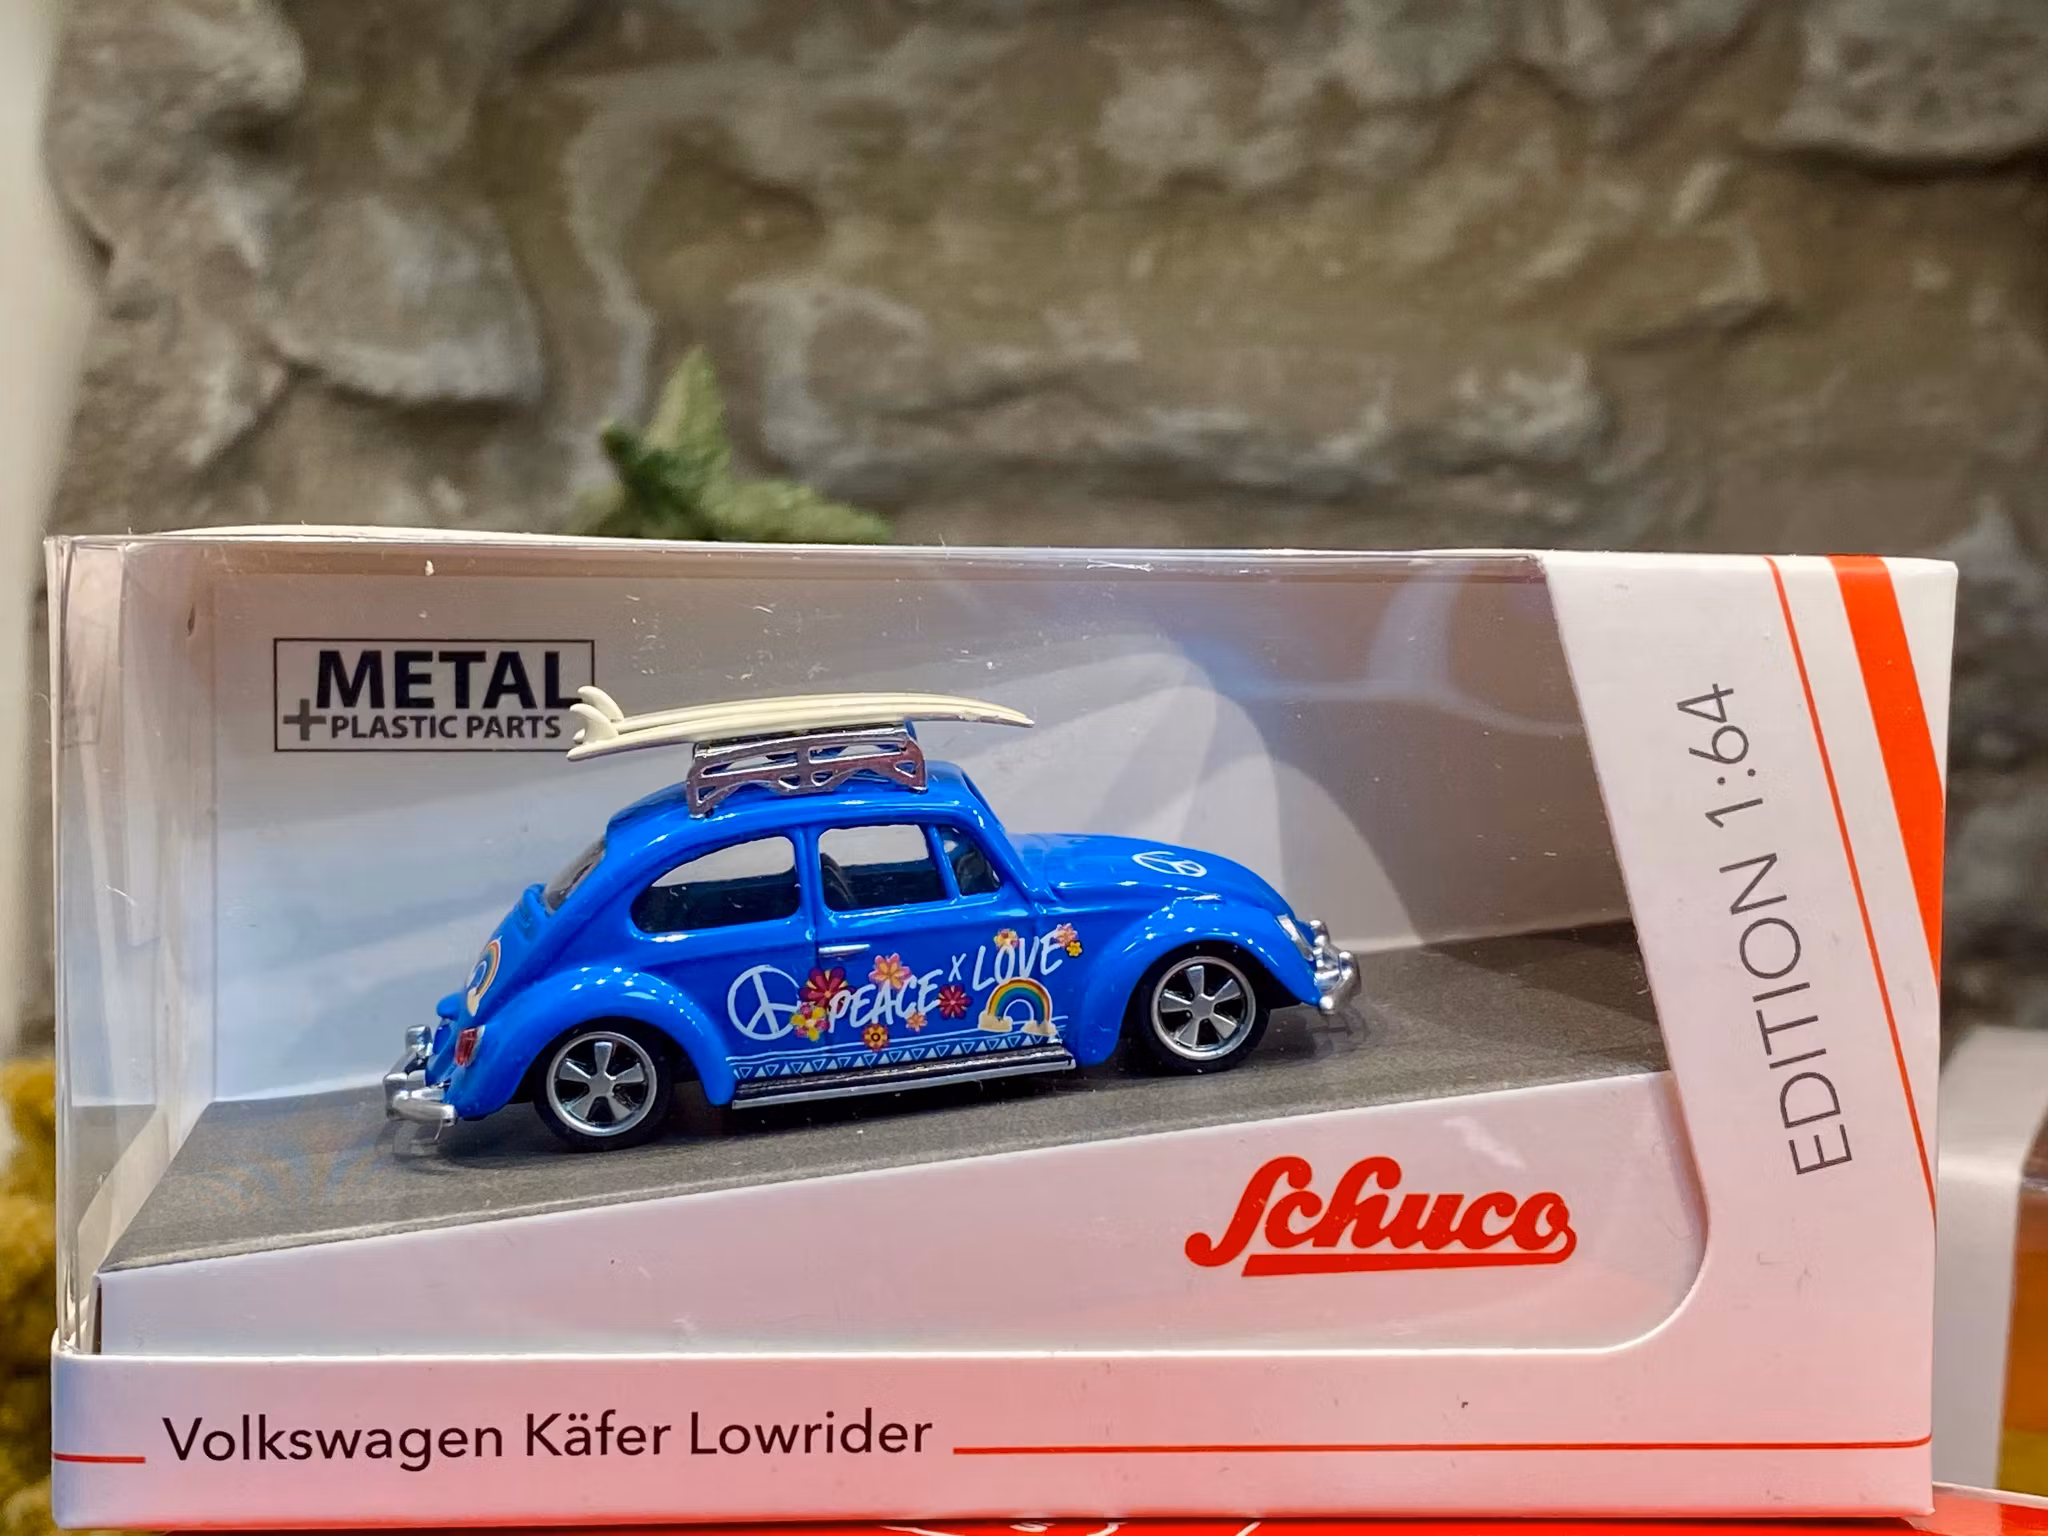 METAL
+PLASTIC PARTS
PEACE x LOVE
EDITION 1:64
Schuco
Volkswagen Käfer Lowrider